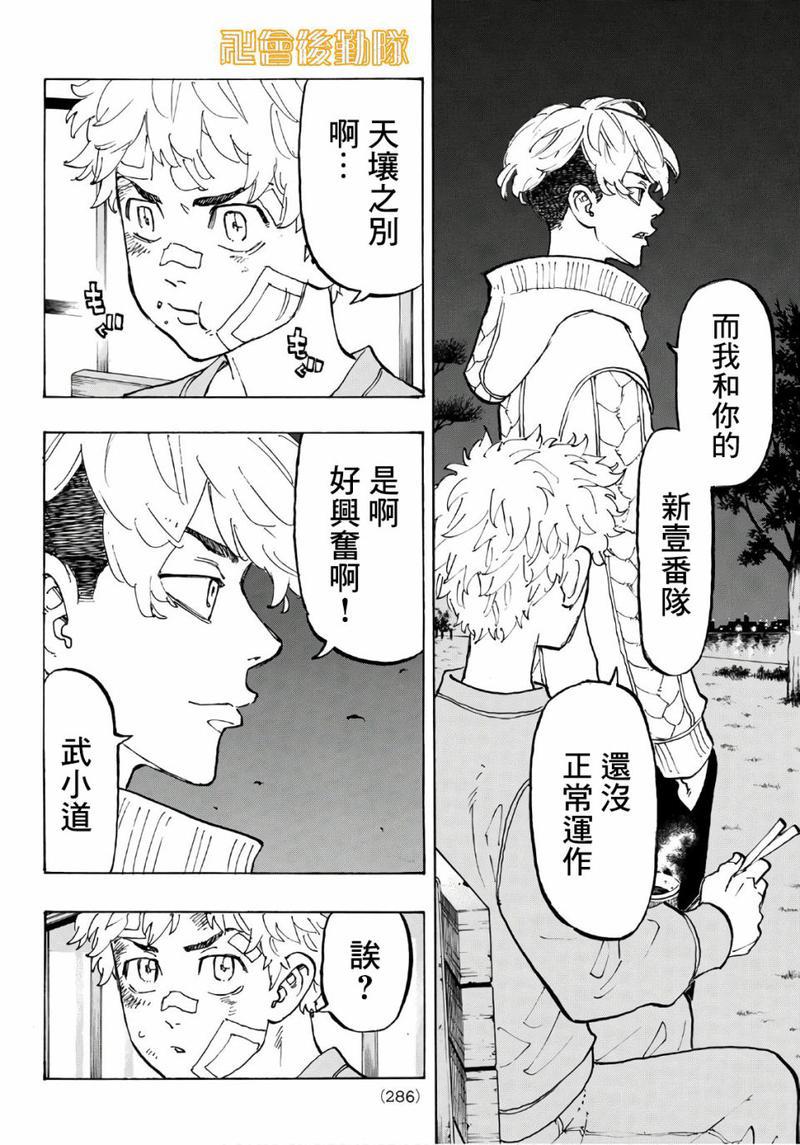 卍會後勤隊
而我和你的
新壹番隊
還沒
正常運作
天壤之別
啊…
もぐ
もぐ
是啊
好興奮啊！
武小道
誒？
(286)